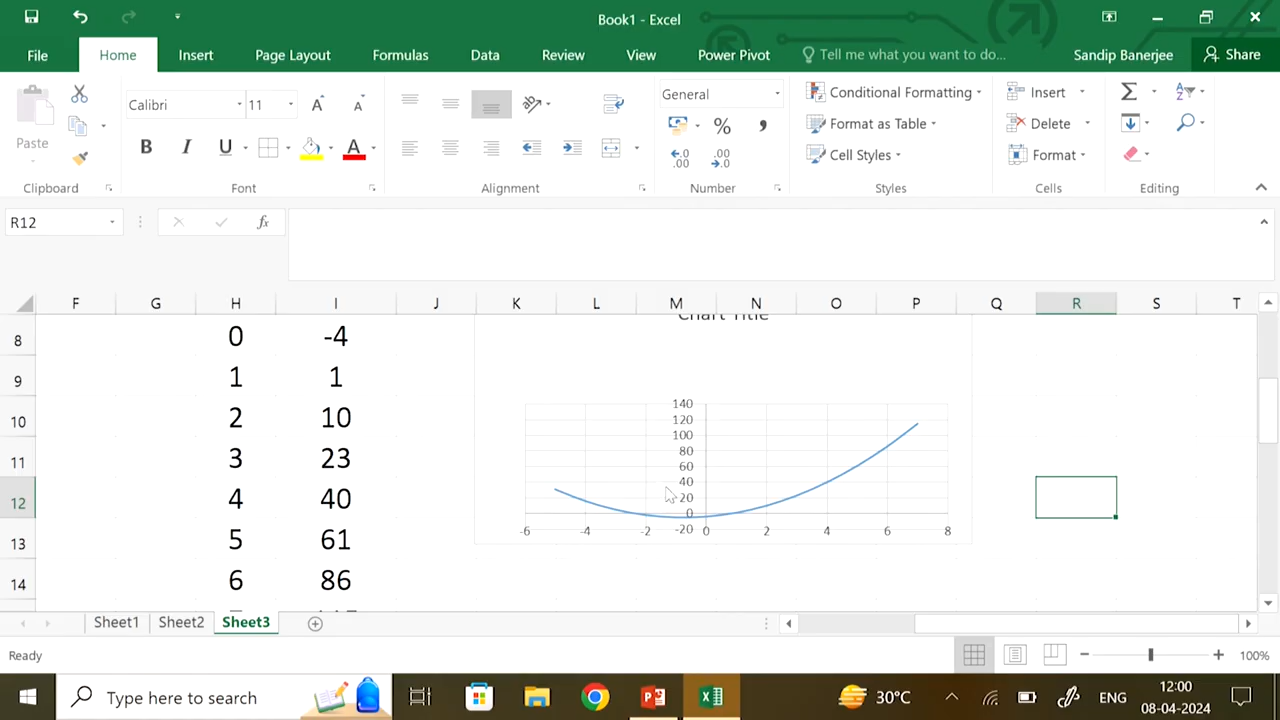 Book1 - Excel
File Home Insert Page Layout Formulas Data Review View Power Pivot Tell me what you want to do... Sandip Banerjee Share
Paste
Clipboard
Calibri 11
B I U A
Font
Alignment
General
% ,
Number
Conditional Formatting
Format as Table
Cell Styles
Styles
Insert
Delete
Format
Cells
Editing
R12 fx
F G H I J K L M N O P Q R S T
8 0 -4
9 1 1
10 2 10
11 3 23
12 4 40
13 5 61
14 6 86
Chart Title
140
120
100
80
60
40
20
0
-20
-6 -4 -2 0 2 4 6 8
Sheet1 Sheet2 Sheet3
Ready 100%
Type here to search 30°C ENG 12:00
08-04-2024